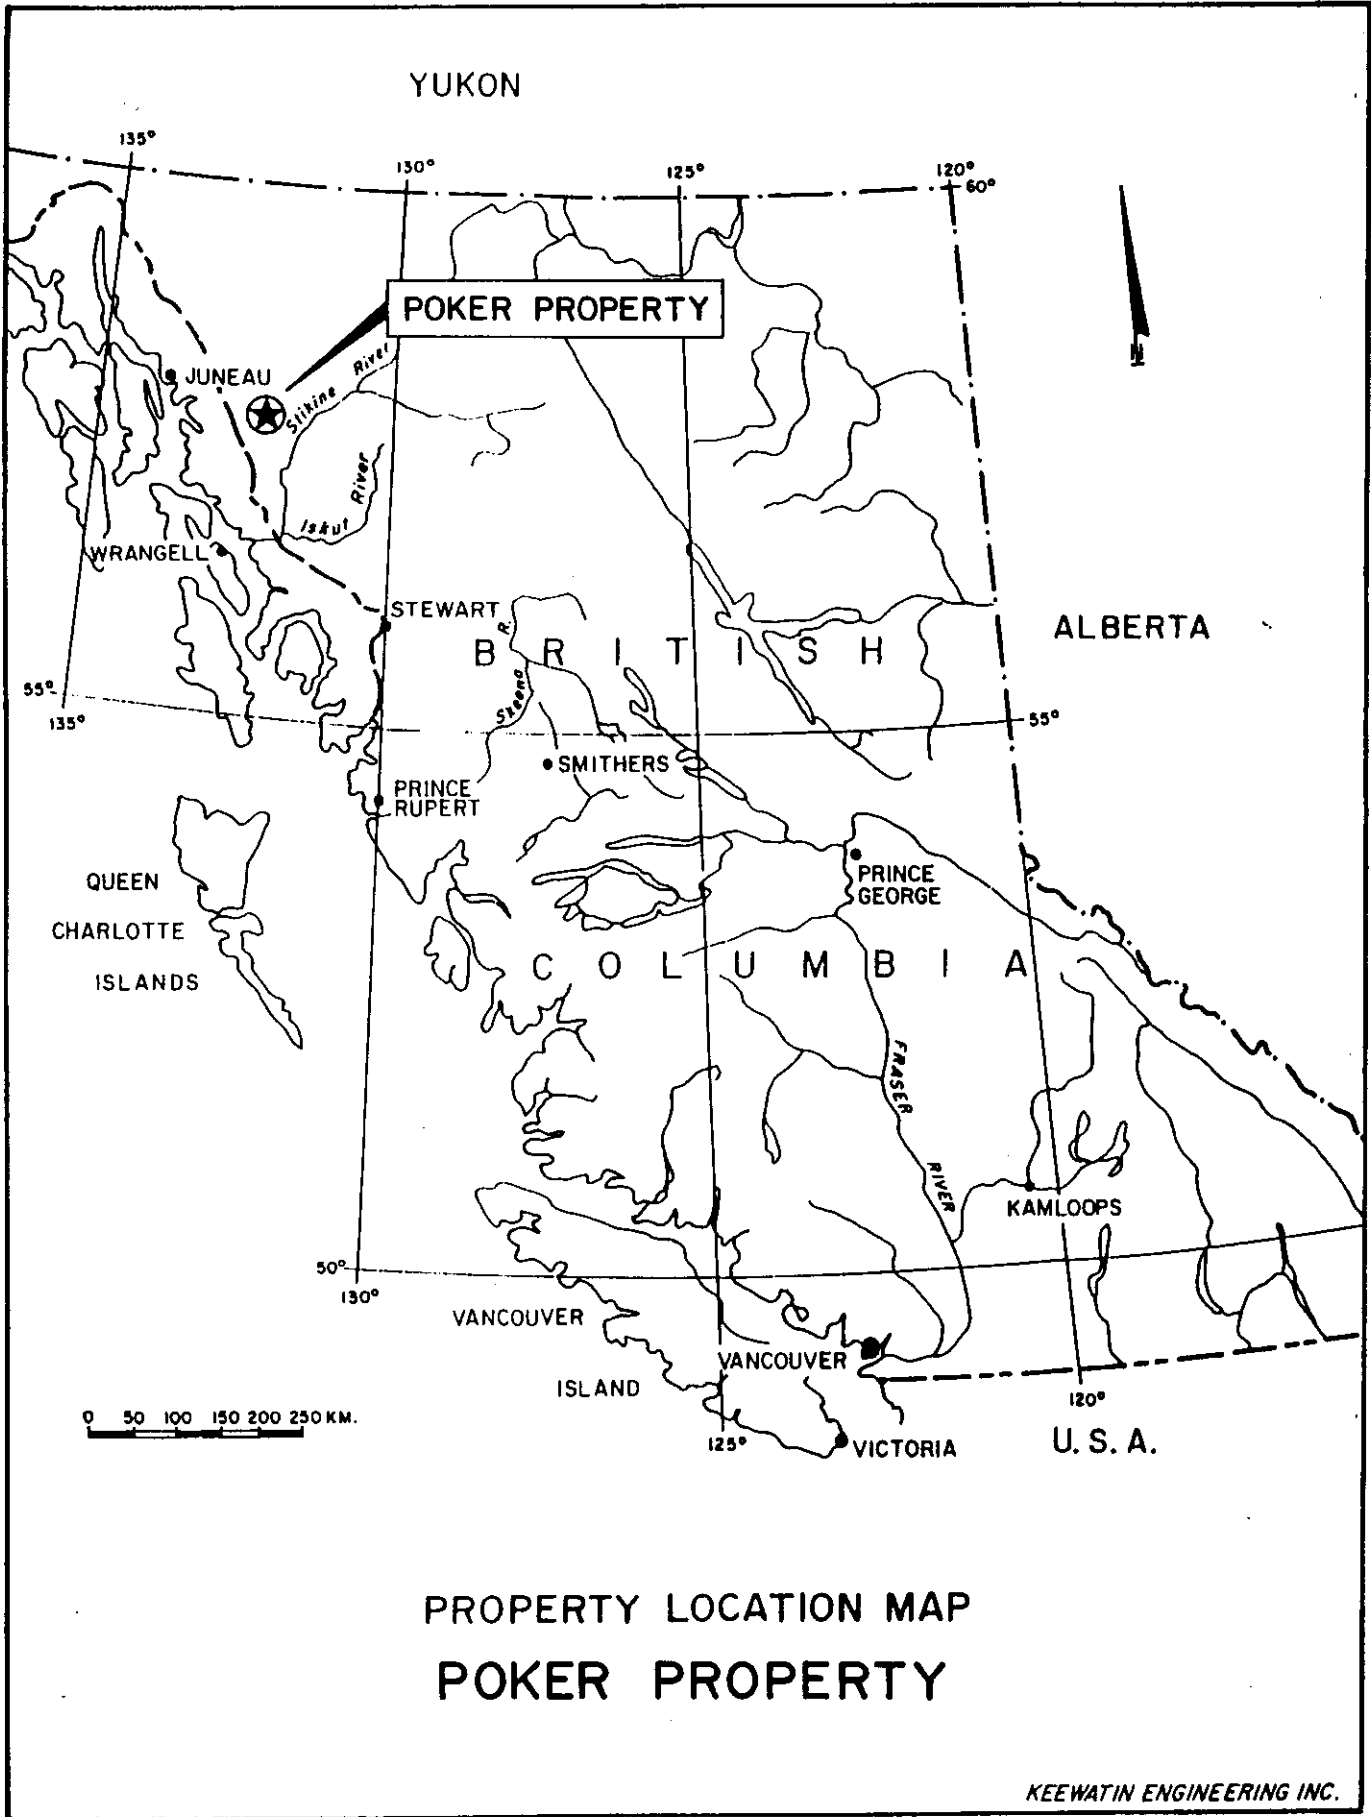 YUKON
135°
130°
125°
120°
60°
POKER PROPERTY
N
JUNEAU
Stikine River
Iskut River
WRANGELL
STEWART
BRITISH
ALBERTA
Skeena R.
55°
135°
55°
SMITHERS
PRINCE
RUPERT
PRINCE
GEORGE
QUEEN
CHARLOTTE
ISLANDS
COLUMBIA
FRASER
RIVER
KAMLOOPS
50°
130°
VANCOUVER
ISLAND
VANCOUVER
120°
125°
VICTORIA
U.S.A.
0 50 100 150 200 250 KM.
PROPERTY LOCATION MAP
POKER PROPERTY
KEEWATIN ENGINEERING INC.